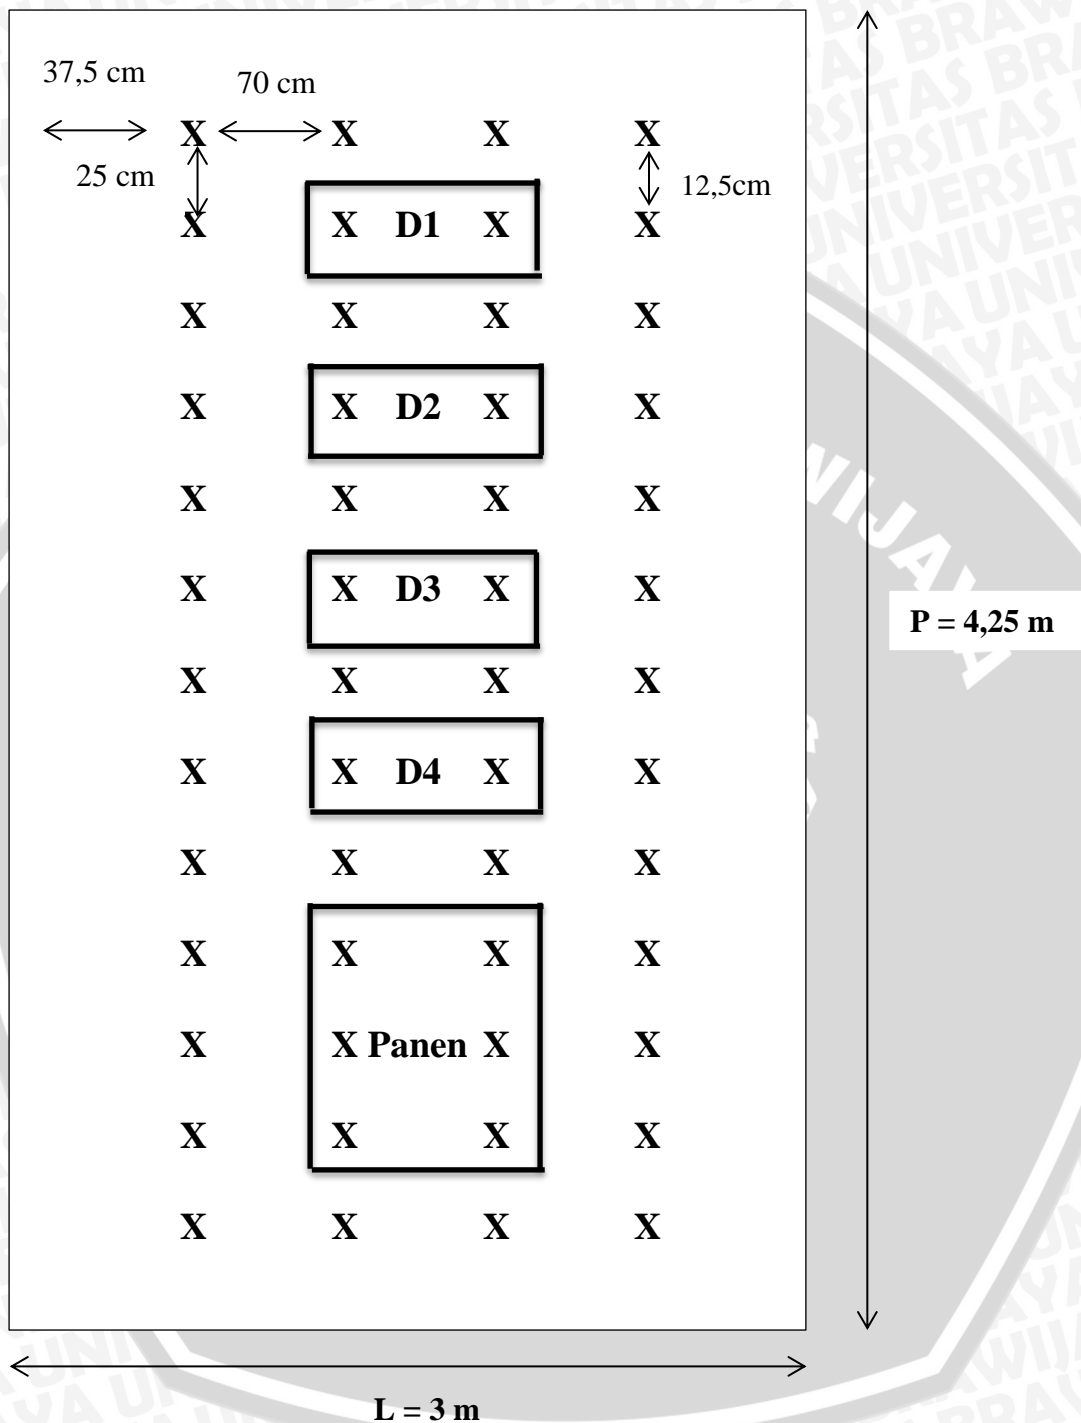 37,5 cm
70 cm
X X X X
25 cm
12,5cm
X X D1 X X
X X X X
X X D2 X X
X X X X
X X D3 X X
P = 4,25 m
X X X X
X X D4 X X
X X X X
X X X X
X X Panen X X
X X X X
X X X X
L = 3 m